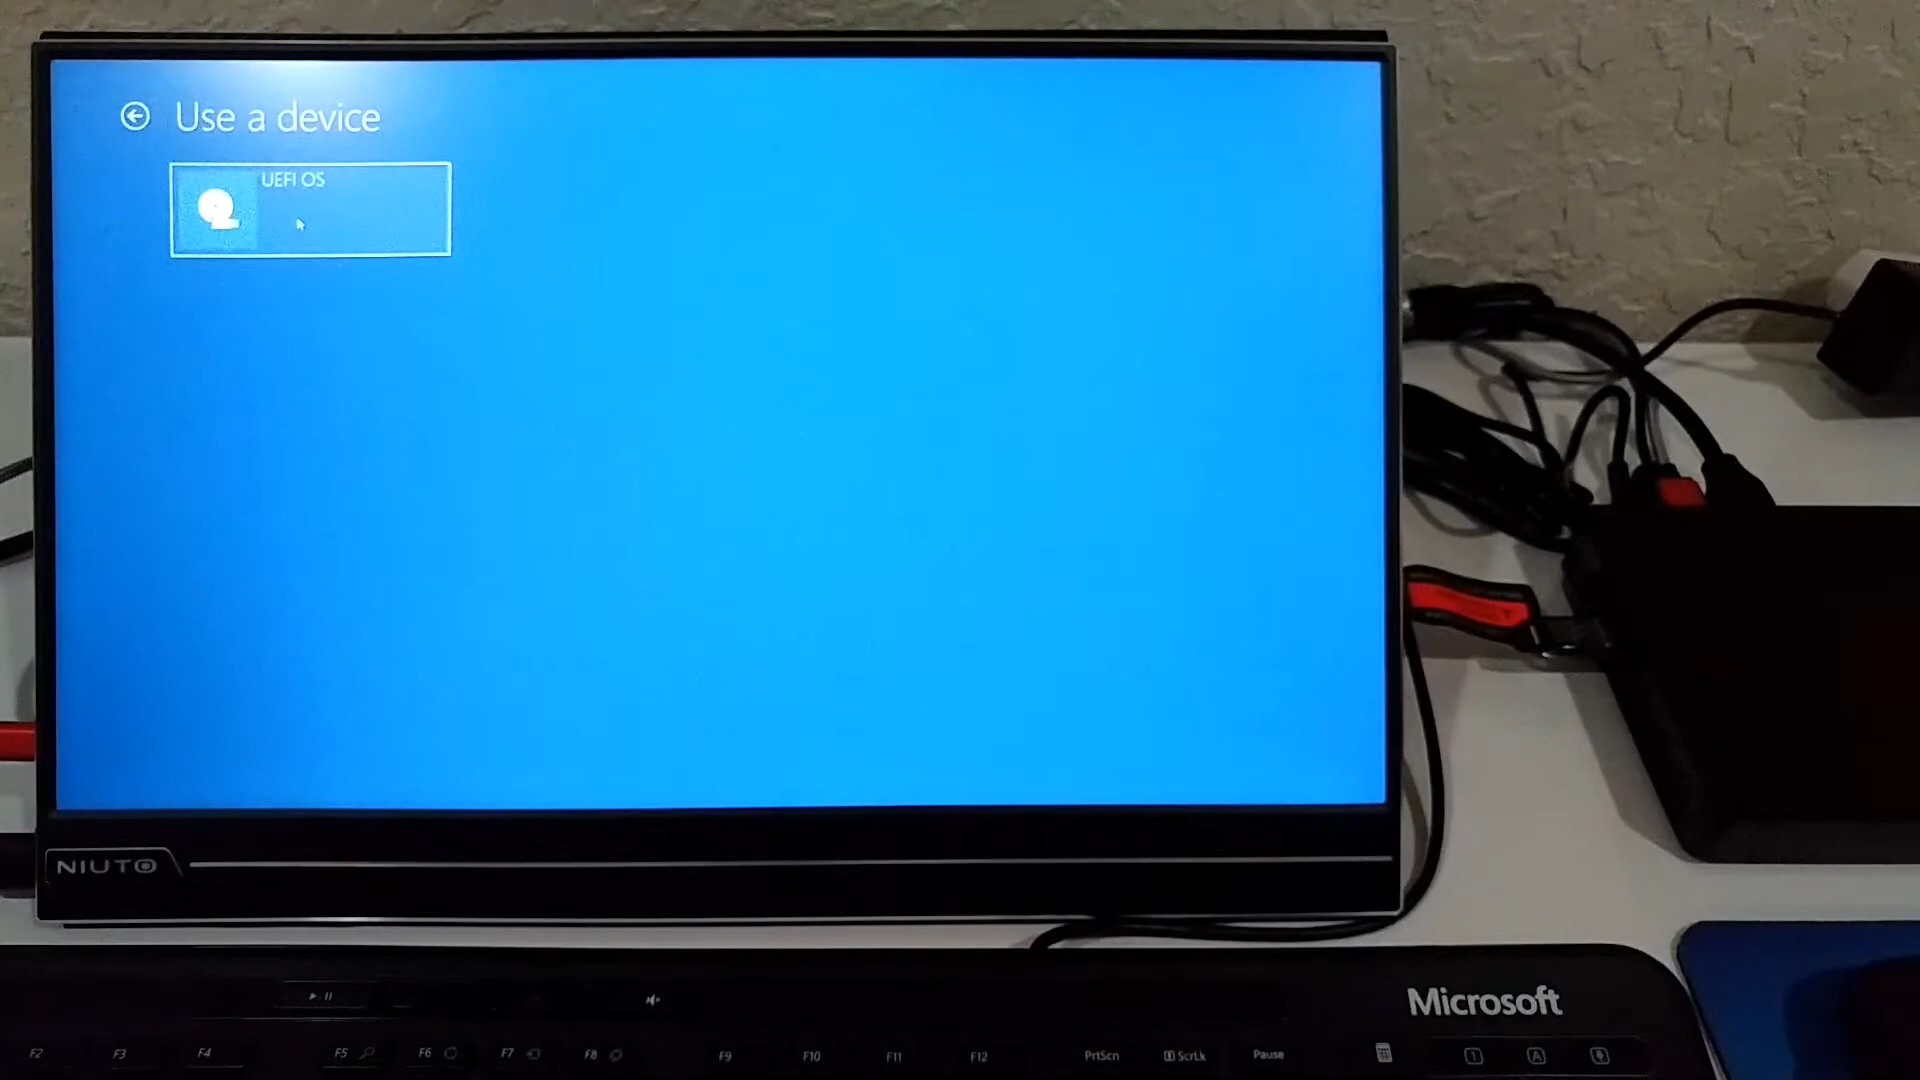 Use a device
UEFI OS
NIUTO
Microsoft
F2 F3 F4 F5 F6 F7 F8 F9 F10 F11 F12 PrtScn ScrLk Pause
1 A